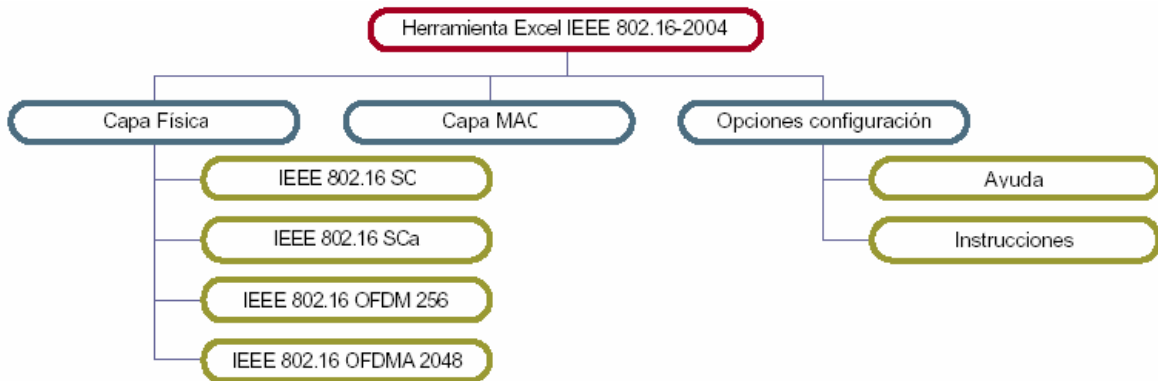 Herramienta Excel IEEE 802.16-2004
Capa Física
Capa MAC
Opciones configuración
IEEE 802.16 SC
IEEE 802.16 SCa
IEEE 802.16 OFDM 256
IEEE 802.16 OFDMA 2048
Ayuda
Instrucciones